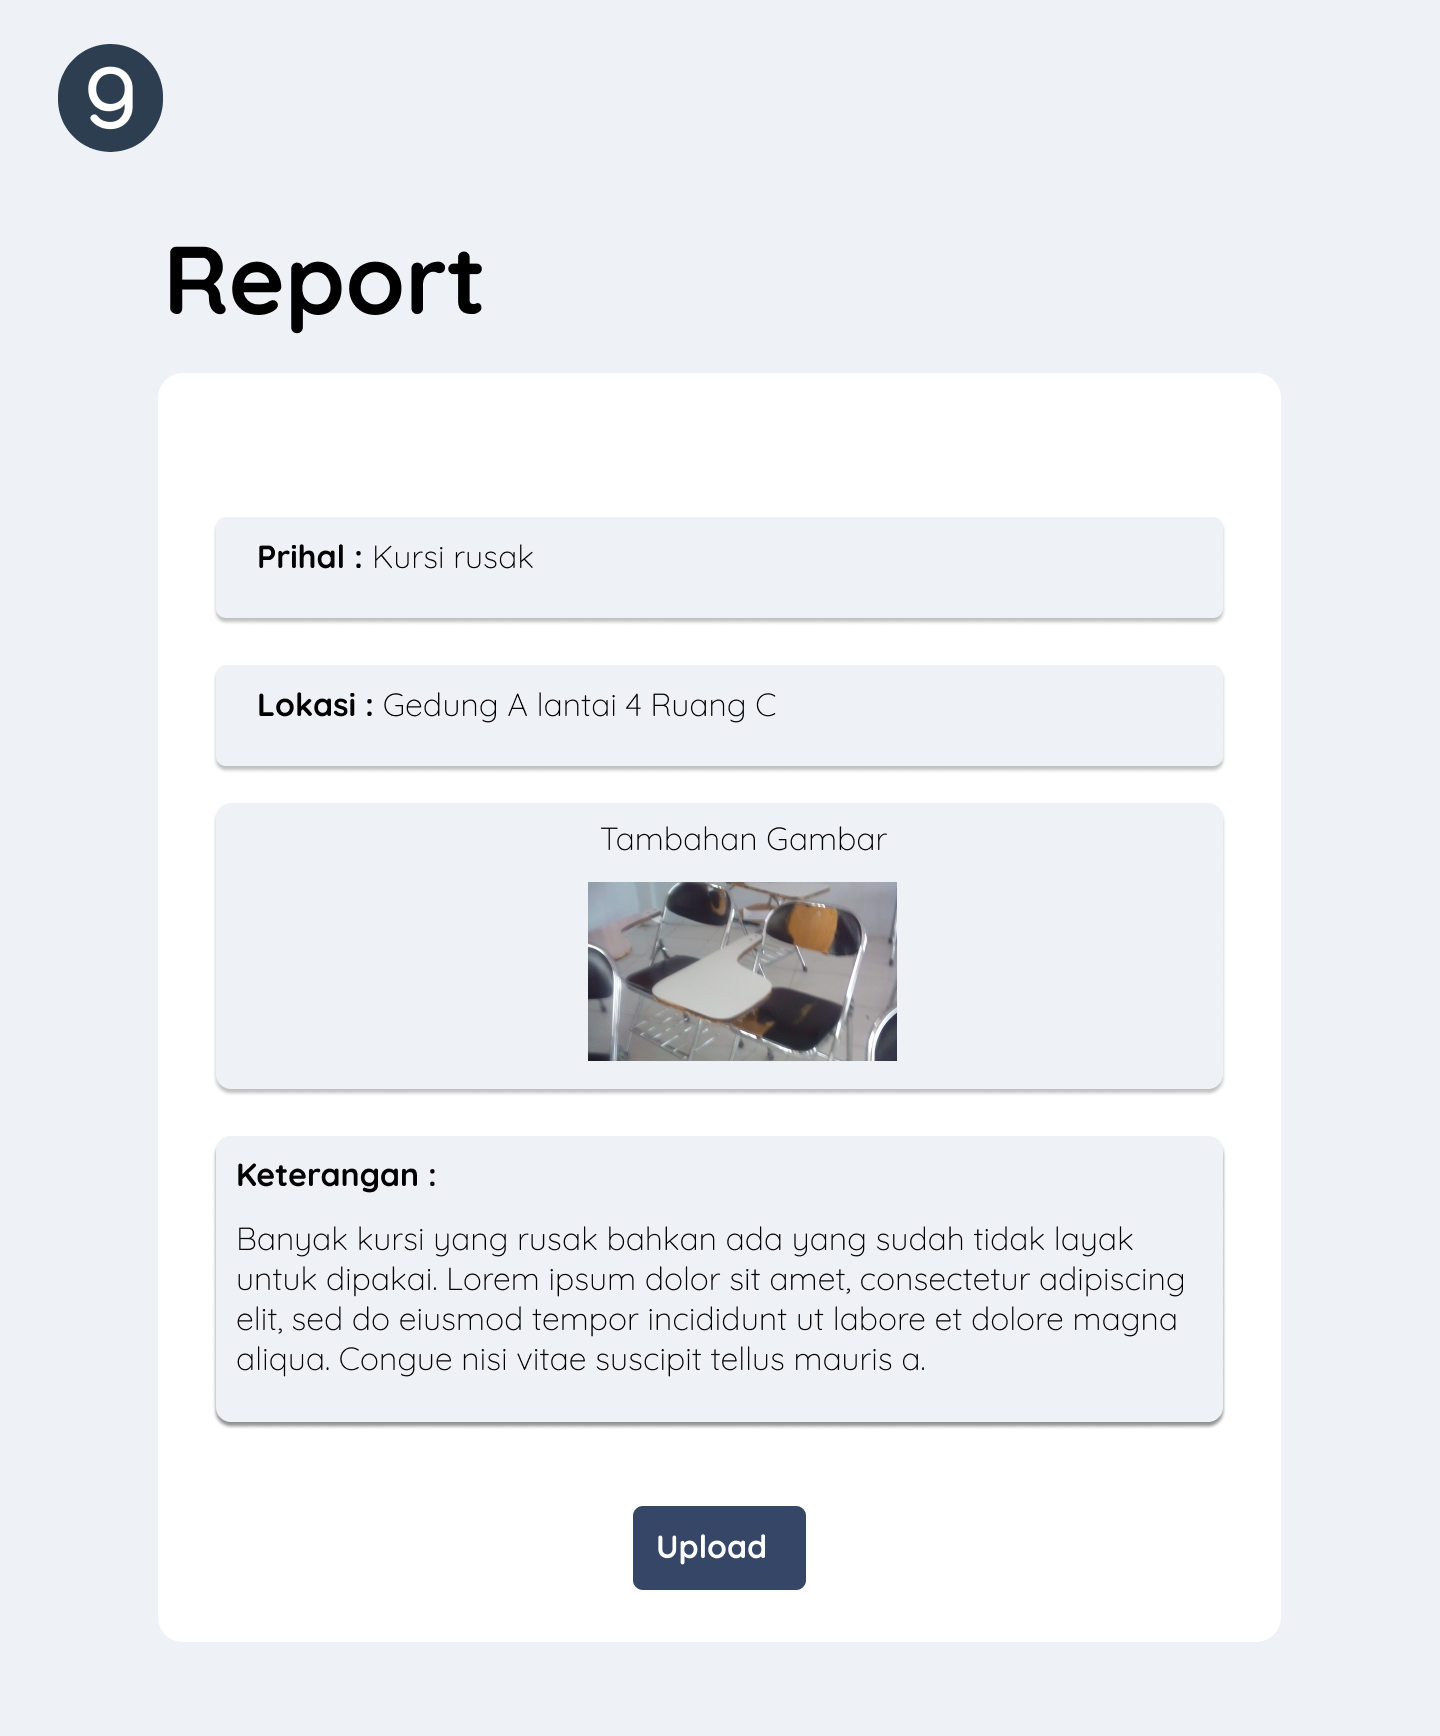 9
Report
Prihal : Kursi rusak
Lokasi : Gedung A lantai 4 Ruang C
Tambahan Gambar
Keterangan :
Banyak kursi yang rusak bahkan ada yang sudah tidak layak
untuk dipakai. Lorem ipsum dolor sit amet, consectetur adipiscing
elit, sed do eiusmod tempor incididunt ut labore et dolore magna
aliqua. Congue nisi vitae suscipit tellus mauris a.
Upload